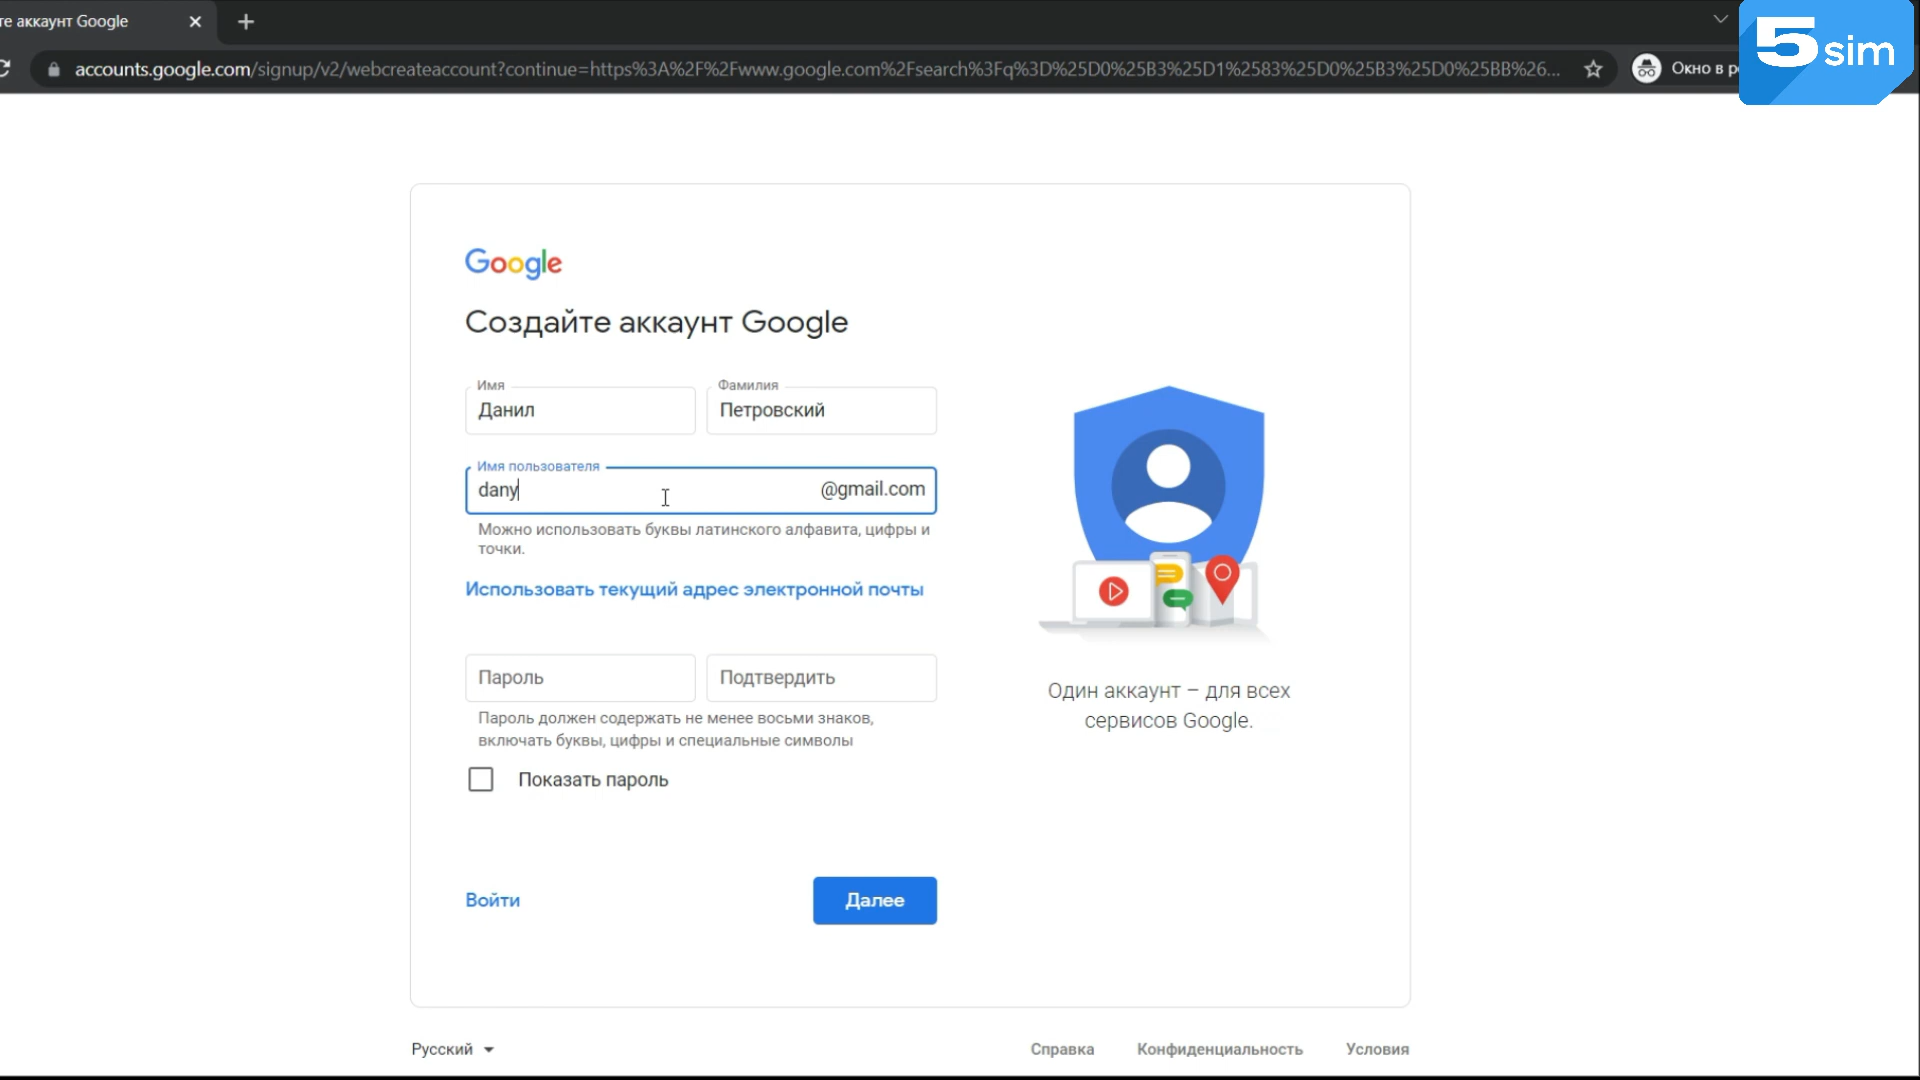 те аккаунт Google
accounts.google.com/signup/v2/webcreateaccount?continue=https%3A%2F%2Fwww.google.com%2Fsearch%3Fq%3D%25D0%25B3%25D1%2583%25D0%25B3%25D0%25BB%26...
Окно в р
5sim
Google
Создайте аккаунт Google
Имя
Фамилия
Данил
Петровский
Имя пользователя
dany
@gmail.com
Можно использовать буквы латинского алфавита, цифры и
точки.
Использовать текущий адрес электронной почты
Пароль
Подтвердить
Пароль должен содержать не менее восьми знаков,
включать буквы, цифры и специальные символы
Показать пароль
Один аккаунт – для всех
сервисов Google.
Войти
Далее
Русский
Справка
Конфиденциальность
Условия